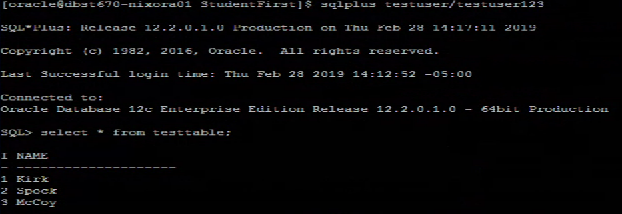 [oracle@dbst670-nixora01 StudentFirst]$ sqlplus testuser/testuser123
SQL*Plus: Release 12.2.0.1.0 Production on Thu Feb 28 14:17:11 2019
Copyright (c) 1982, 2016, Oracle.  All rights reserved.
Last Successful login time: Thu Feb 28 2019 14:12:52 -05:00
Connected to:
Oracle Database 12c Enterprise Edition Release 12.2.0.1.0 - 64bit Production
SQL> select * from testtable;
I NAME
- --------------------
1 Kirk
2 Spock
3 McCoy